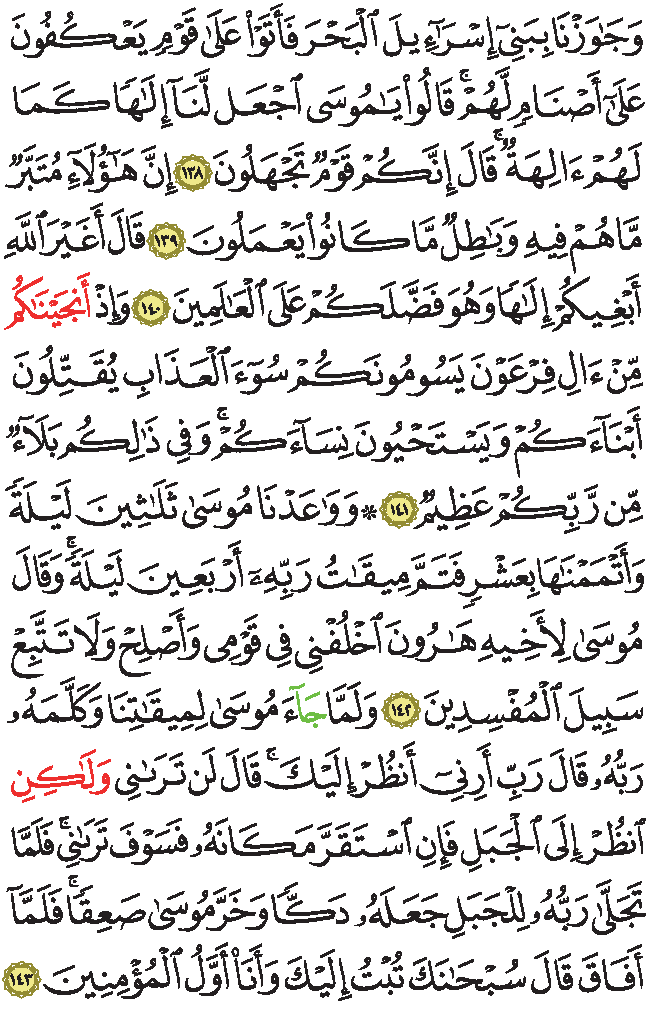 وَجَٰوَزْنَا بِبَنِىٓ إِسْرَٰٓءِيلَ ٱلْبَحْرَ فَأَتَوْا۟ عَلَىٰ قَوْمٍ يَعْكُفُونَ
عَلَىٰٓ أَصْنَامٍ لَّهُمْ ۚ قَالُوا۟ يَٰمُوسَى ٱجْعَل لَّنَآ إِلَٰهًا كَمَا
لَهُمْ ءَالِهَةٌ ۚ قَالَ إِنَّكُمْ قَوْمٌ تَجْهَلُونَ ١٣٨ إِنَّ هَٰٓؤُلَآءِ مُتَبَّرٌ
مَّا هُمْ فِيهِ وَبَٰطِلٌ مَّا كَانُوا۟ يَعْمَلُونَ ١٣٩ قَالَ أَغَيْرَ ٱللَّهِ
أَبْغِيكُمْ إِلَٰهًا وَهُوَ فَضَّلَكُمْ عَلَى ٱلْعَٰلَمِينَ ١٤٠ وَإِذْ أَنجَيْنَٰكُم
مِّنْ ءَالِ فِرْعَوْنَ يَسُومُونَكُمْ سُوٓءَ ٱلْعَذَابِ يُقَتِّلُونَ
أَبْنَآءَكُمْ وَيَسْتَحْيُونَ نِسَآءَكُمْ ۚ وَفِى ذَٰلِكُم بَلَآءٌ
مِّن رَّبِّكُمْ عَظِيمٌ ١٤١ ۞ وَوَٰعَدْنَا مُوسَىٰ ثَلَٰثِينَ لَيْلَةً
وَأَتْمَمْنَٰهَا بِعَشْرٍ فَتَمَّ مِيقَٰتُ رَبِّهِۦٓ أَرْبَعِينَ لَيْلَةً ۚ وَقَالَ
مُوسَىٰ لِأَخِيهِ هَٰرُونَ ٱخْلُفْنِى فِى قَوْمِى وَأَصْلِحْ وَلَا تَتَّبِعْ
سَبِيلَ ٱلْمُفْسِدِينَ ١٤٢ وَلَمَّا جَآءَ مُوسَىٰ لِمِيقَٰتِنَا وَكَلَّمَهُۥ
رَبُّهُۥ قَالَ رَبِّ أَرِنِىٓ أَنظُرْ إِلَيْكَ ۚ قَالَ لَن تَرَىٰنِى وَلَٰكِنِ
ٱنظُرْ إِلَى ٱلْجَبَلِ فَإِنِ ٱسْتَقَرَّ مَكَانَهُۥ فَسَوْفَ تَرَىٰنِى ۚ فَلَمَّا
تَجَلَّىٰ رَبُّهُۥ لِلْجَبَلِ جَعَلَهُۥ دَكًّا وَخَرَّ مُوسَىٰ صَعِقًا ۚ فَلَمَّآ
أَفَاقَ قَالَ سُبْحَٰنَكَ تُبْتُ إِلَيْكَ وَأَنَا۠ أَوَّلُ ٱلْمُؤْمِنِينَ ١٤٣